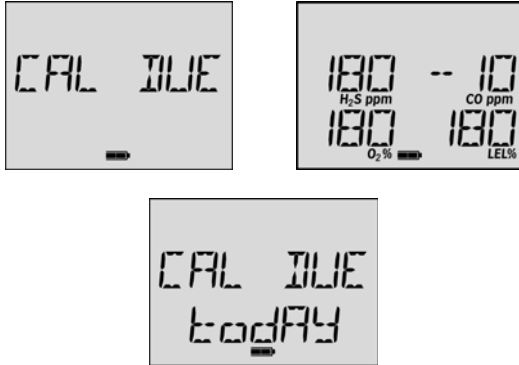 CAL DUE
180 -- 10
H₂S ppm CO ppm
180 180
O₂% LEL%
CAL DUE
todAY